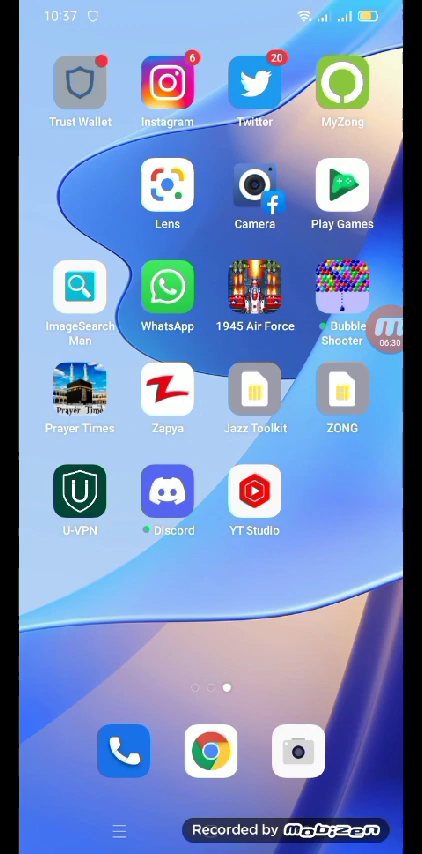 10:37
6
20
Trust Wallet
Instagram
Twitter
MyZong
Lens
Camera
Play Games
ImageSearch Man
WhatsApp
1945 Air Force
Bubble Shooter
06:30
Prayer Time
Prayer Times
Zapya
Jazz Toolkit
ZONG
U-VPN
Discord
YT Studio
Recorded by Mobizen